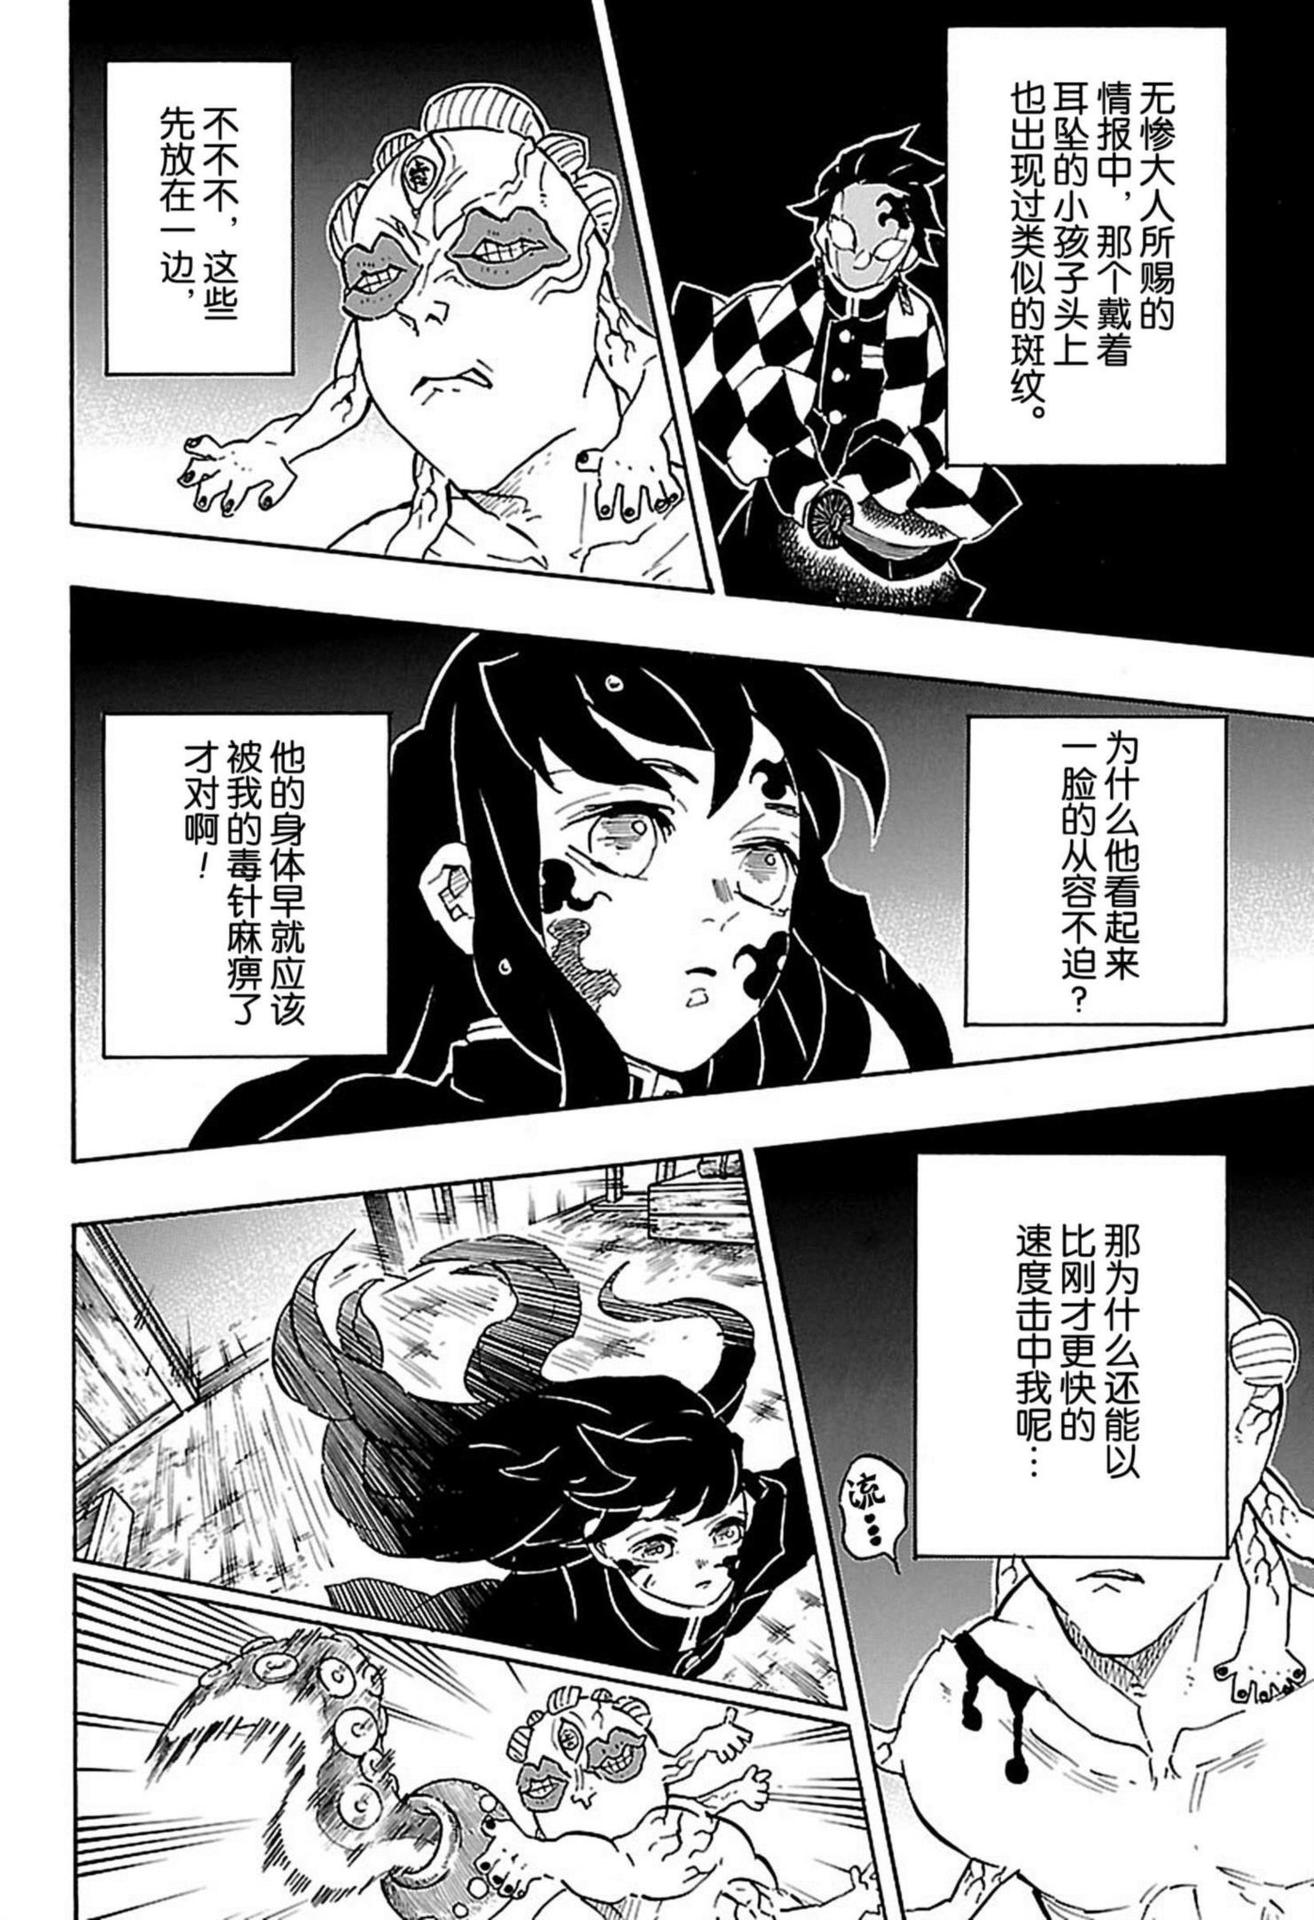 无惨大人所赐的
情报中，那个戴着
耳坠的小孩子头上
也出现过类似的斑纹。
不不不，这些
先放在一边，
为什么他看起来
一脸的从容不迫？
他的身体早就应该
被我的毒针麻痹了
才对啊！
那为什么还能以
比刚才更快的
速度击中我呢…
流…